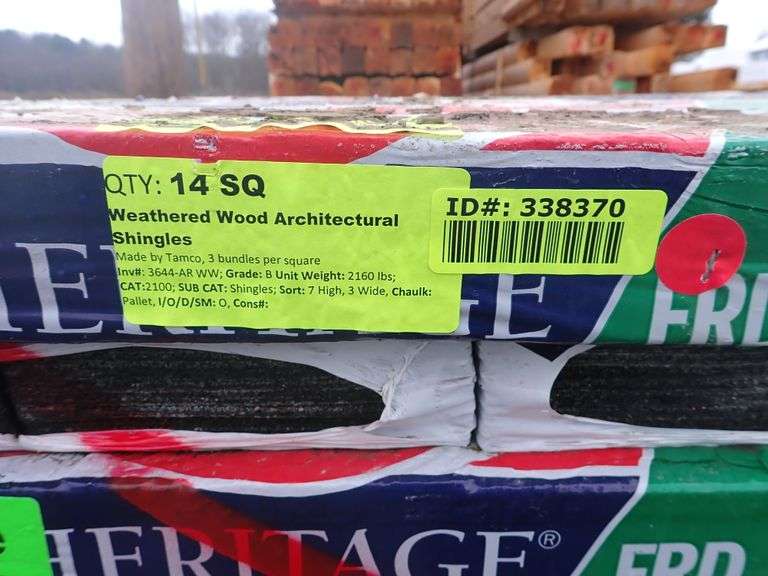 QTY: 14 SQ
Weathered Wood Architectural
Shingles
Made by Tamco, 3 bundles per square
Inv#: 3644-AR WW; Grade: B Unit Weight: 2160 lbs;
CAT:2100; SUB CAT: Shingles; Sort: 7 High, 3 Wide, Chaulk:
Pallet, I/O/D/SM: O, Cons#:
ID#: 338370
HERITAGE
FRD
HERITAGE®
FRD